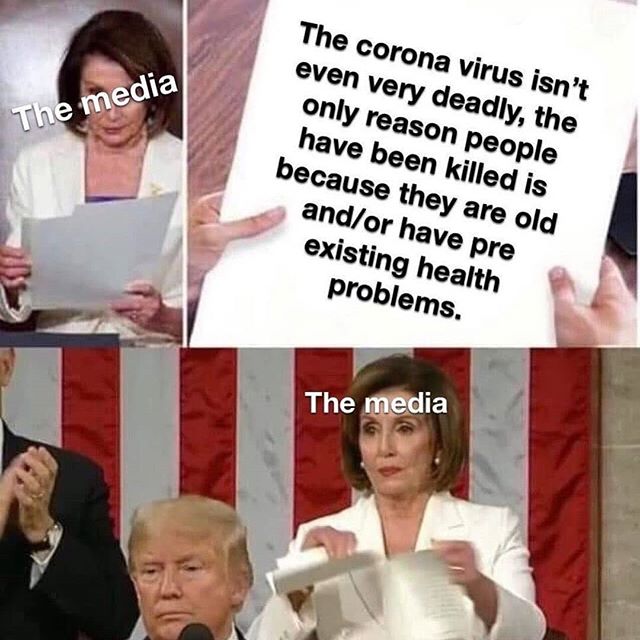 The media
The corona virus isn't
even very deadly, the
only reason people
have been killed is
because they are old
and/or have pre
existing health
problems.
The media